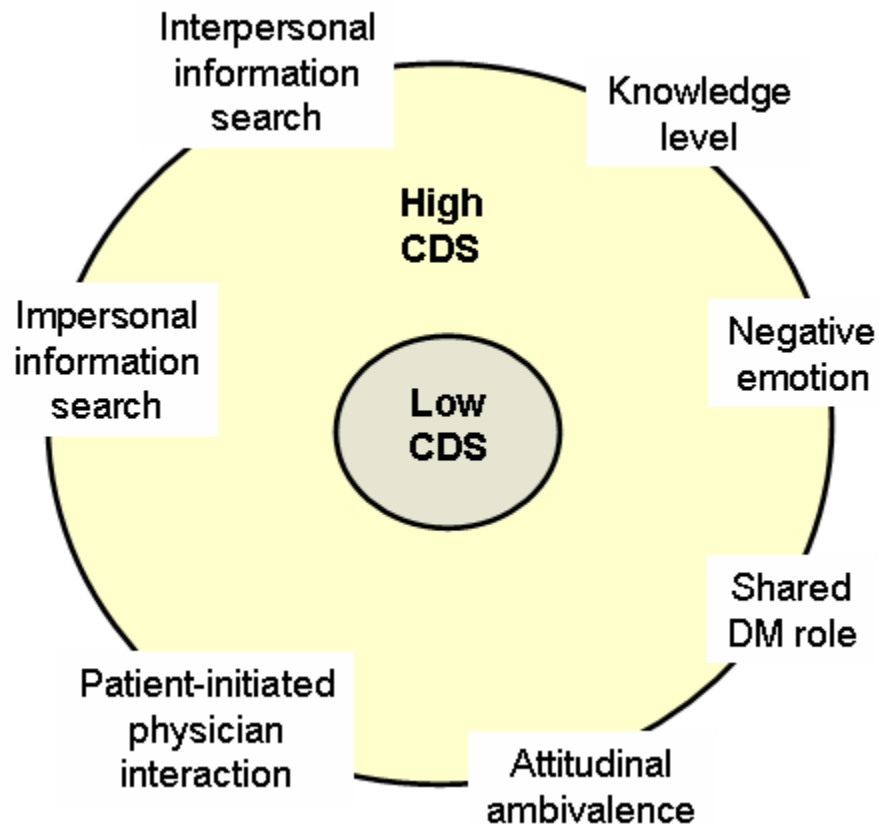 Interpersonal
information
search
Knowledge
level
High
CDS
Impersonal
information
search
Negative
emotion
Low
CDS
Shared
DM role
Patient-initiated
physician
interaction
Attitudinal
ambivalence